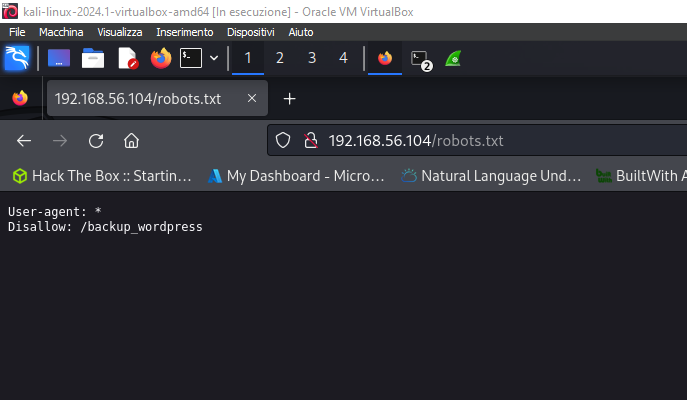 kali-linux-2024.1-virtualbox-amd64 [In esecuzione] - Oracle VM VirtualBox
File Macchina Visualizza Inserimento Dispositivi Aiuto
1 2 3 4 2
192.168.56.104/robots.txt
192.168.56.104/robots.txt
Hack The Box :: Startin… My Dashboard - Micro… Natural Language Und… BuiltWith
User-agent: *
Disallow: /backup_wordpress